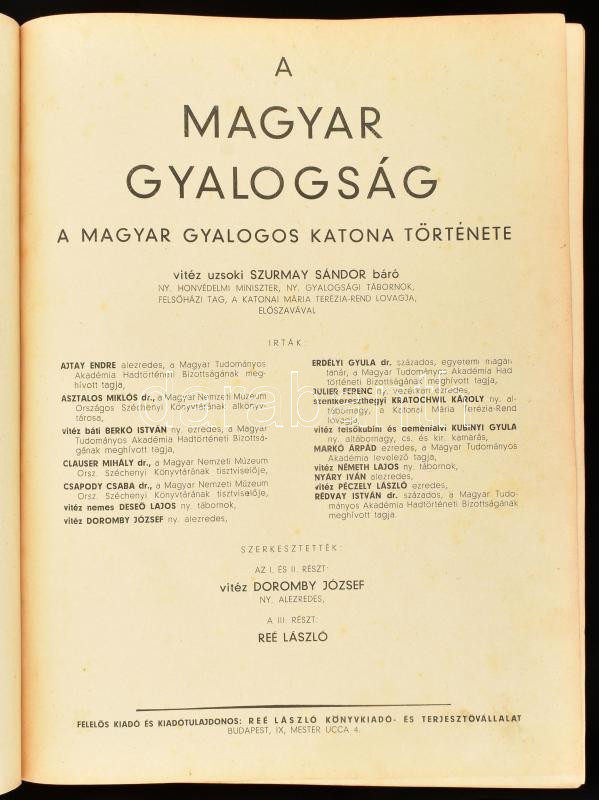 A
MAGYAR
GYALOGSÁG
A MAGYAR GYALOGOS KATONA TÖRTÉNETE
vitéz uzsoki SZURMAY SÁNDOR báró
NY. HONVÉDELMI MINISZTER, NY. GYALOGSÁGI TÁBORNOK,
FELSŐHÁZI TAG, A KATONAI MÁRIA TERÉZIA-REND LOVAGJA,
ELŐSZAVÁVAL
IRTÁK:
AJTAY ENDRE alezredes, a Magyar Tudományos
Akadémia Hadtörténeti Bizottságának meg-
hívott tagja,
ASZTALOS MIKLÓS dr., a Magyar Nemzeti Múzeum
Országos Széchenyi Könyvtárának alkönyv-
tárosa,
vitéz báti BERKÓ ISTVÁN ny. ezredes, a Magyar
Tudományos Akadémia Hadtörténeti Bizottsá-
gának meghívott tagja,
CLAUSER MIHÁLY dr., a Magyar Nemzeti Múzeum
Orsz. Széchenyi Könyvtárának tisztviselője,
CSAPODY CSABA dr., a Magyar Nemzeti Múzeum
Orsz. Széchenyi Könyvtárának tisztviselője,
vitéz nemes DESEŐ LAJOS ny. tábornok,
vitéz DOROMBY JÓZSEF ny. alezredes,
ERDÉLYI GYULA dr. százados, egyetemi magán-
tanár, a Magyar Tudományos Akadémia Had
történeti Bizottságának meghívott tagja,
JULIER FERENC ny. vezérkari ezredes,
szentkereszthegyi KRATOCHWIL KÁROLY ny. al-
tábornagy, a Katonai Mária Terézia-Rend
lovagja,
vitéz felsőkubini és deménfalvi KUBINYI GYULA
ny. altábornagy, cs. és kir. kamarás,
MARKÓ ÁRPÁD ezredes, a Magyar Tudományos
Akadémia levelező tagja,
vitéz NÉMETH LAJOS ny. tábornok,
NYÁRY IVÁN alezredes,
vitéz PÉCZELY LÁSZLÓ ezredes,
RÉDVAY ISTVÁN dr. százados, a Magyar Tudo-
mányos Akadémia Hadtörténeti Bizottságának
meghívott tagja.
SZERKESZTETTÉK:
AZ I. ÉS II. RÉSZT:
vitéz DOROMBY JÓZSEF
NY. ALEZREDES,
A III. RÉSZT:
REÉ LÁSZLÓ
FELELŐS KIADÓ ÉS KIADÓTULAJDONOS: REÉ LÁSZLÓ KÖNYVKIADÓ- ÉS TERJESZTŐVÁLLALAT
BUDAPEST, IX, MESTER UCCA 4.